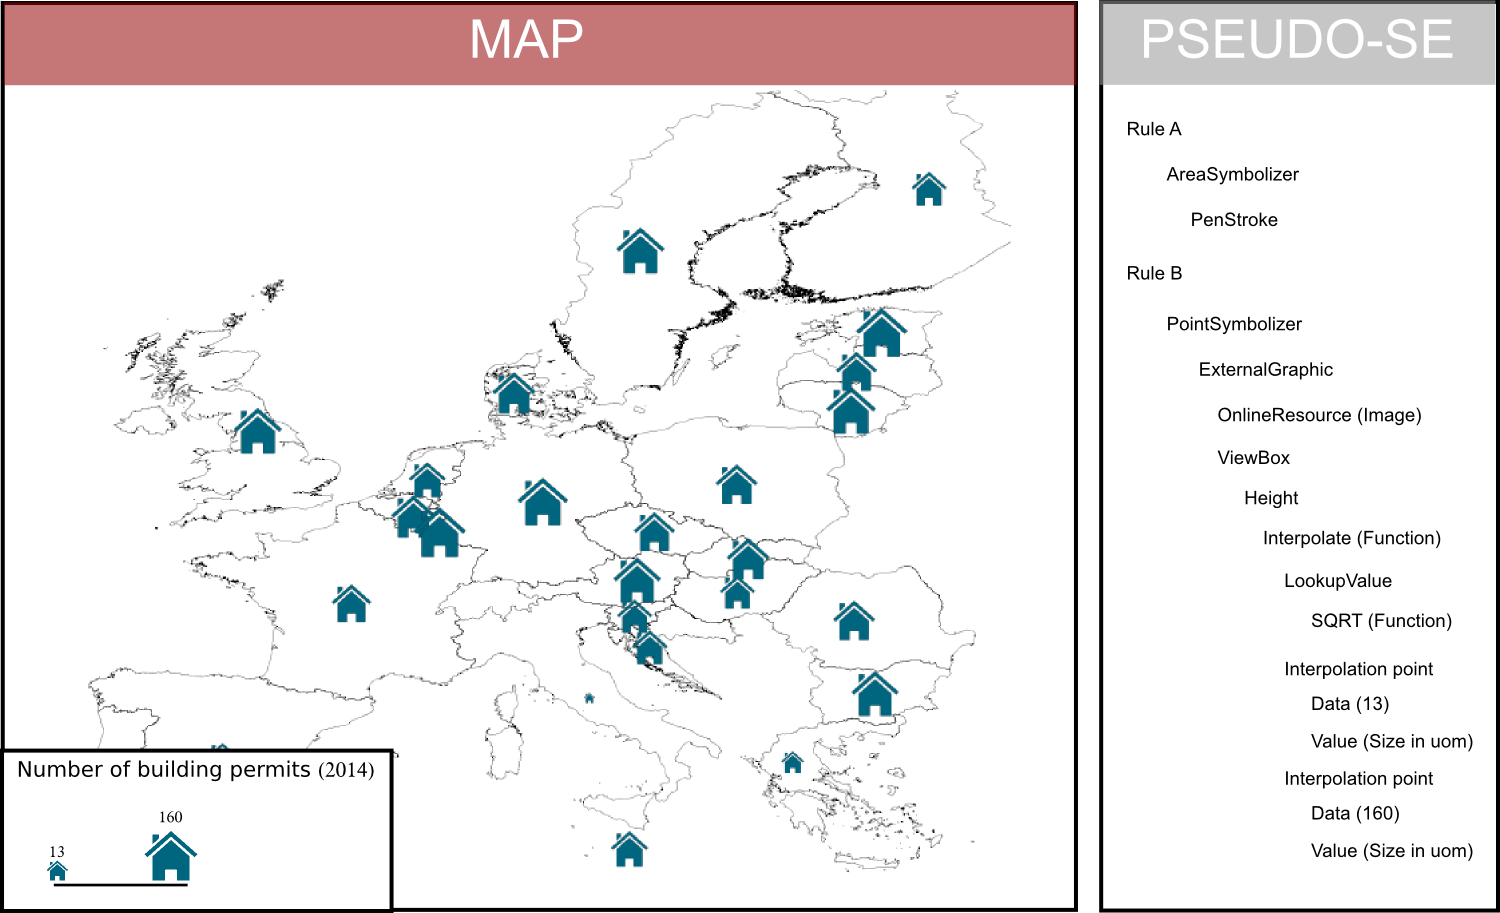 MAP
Number of building permits (2014)
160
13
PSEUDO-SE
Rule A
AreaSymbolizer
PenStroke
Rule B
PointSymbolizer
ExternalGraphic
OnlineResource (Image)
ViewBox
Height
Interpolate (Function)
LookupValue
SQRT (Function)
Interpolation point
Data (13)
Value (Size in uom)
Interpolation point
Data (160)
Value (Size in uom)